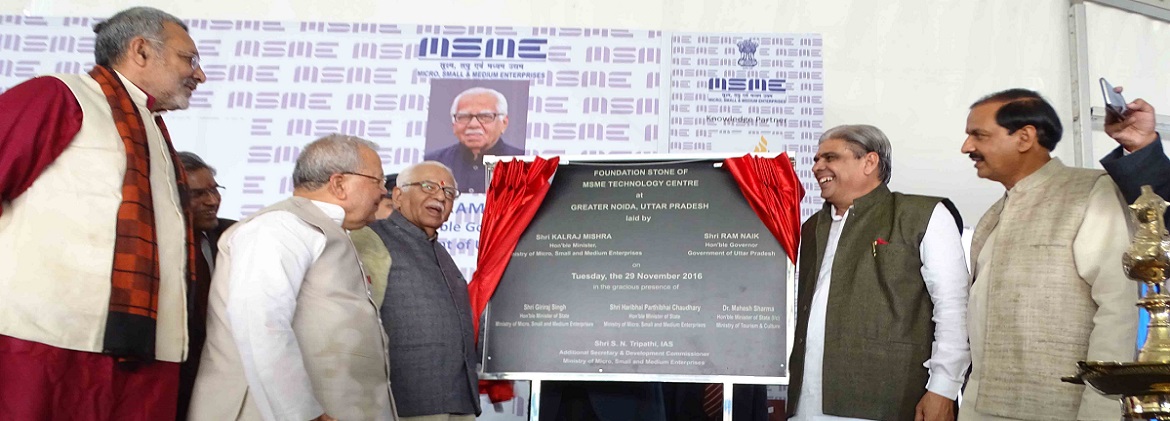 MSME
सूक्ष्म, लघु एवं मध्यम उद्यम
MICRO, SMALL & MEDIUM ENTERPRISES
MSME
MICRO, SMALL & MEDIUM ENTERPRISES
Knowledge Partner
FOUNDATION STONE OF
MSME TECHNOLOGY CENTRE
at
GREATER NOIDA, UTTAR PRADESH
laid by
Shri KALRAJ MISHRA
Hon'ble Minister,
Ministry of Micro, Small and Medium Enterprises
Shri RAM NAIK
Hon'ble Governor
Government of Uttar Pradesh
on
Tuesday, the 29 November 2016
in the gracious presence of
Shri Giriraj Singh
Hon'ble Minister of State
Ministry of Micro, Small and Medium Enterprises
Shri Haribhai Parthibhai Chaudhary
Hon'ble Minister of State
Ministry of Micro, Small and Medium Enterprises
Dr. Mahesh Sharma
Hon'ble Minister of State (I/c)
Ministry of Tourism & Culture
Shri S. N. Tripathi, IAS
Additional Secretary & Development Commissioner
Ministry of Micro, Small and Medium Enterprises